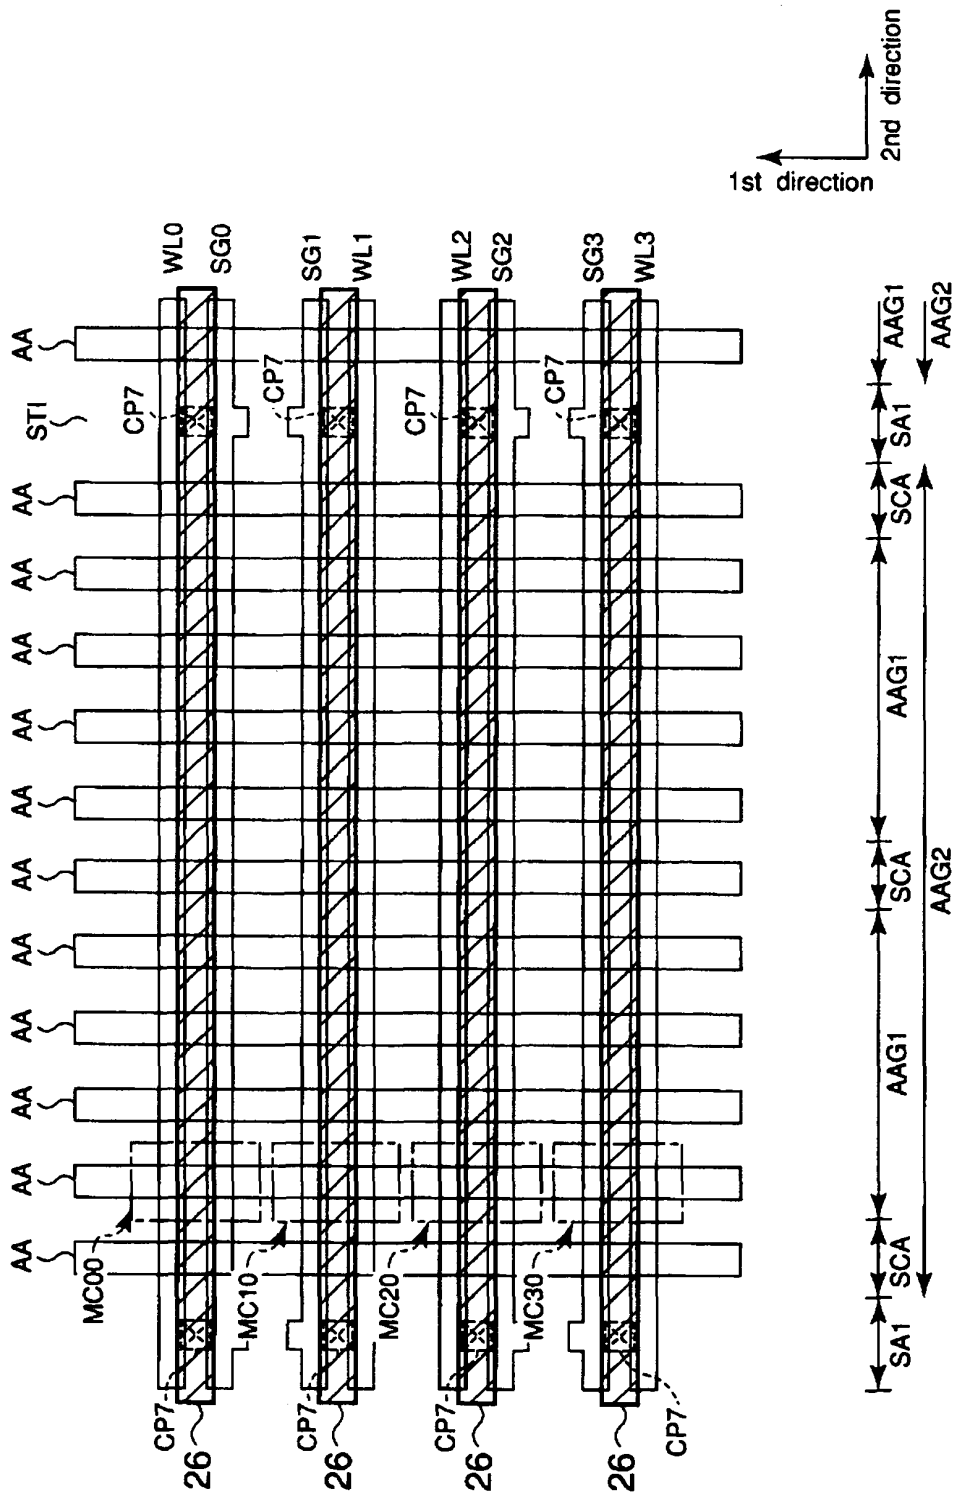 AA
AA
AA
AA
AA
AA
AA
AA
AA
AA
AA
STI
AA
MC00
CP7
CP7
WL0
26
SG0
MC10
CP7
CP7
SG1
26
WL1
MC20
CP7
CP7
WL2
26
SG2
MC30
CP7
SG3
26
WL3
CP7
1st direction
2nd direction
SA1
SCA
AAG1
SCA
AAG1
SCA
SA1
AAG1
AAG2
AAG2